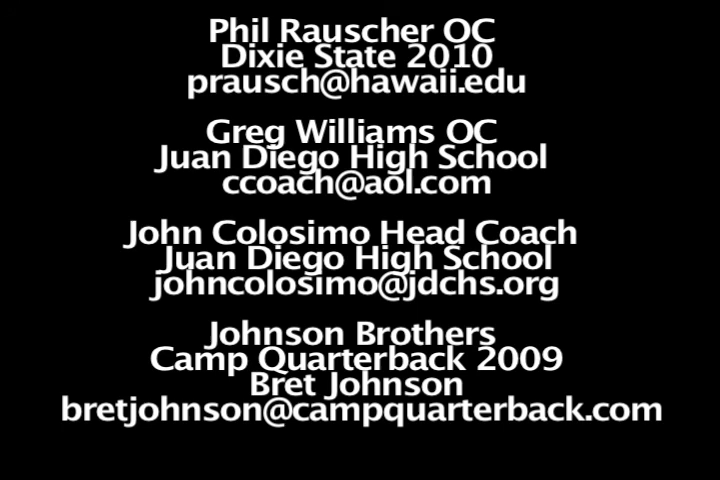 Phil Rauscher OC
Dixie State 2010
prausch@hawaii.edu
Greg Williams OC
Juan Diego High School
ccoach@aol.com
John Colosimo Head Coach
Juan Diego High School
johncolosimo@jdchs.org
Johnson Brothers
Camp Quarterback 2009
Bret Johnson
bretjohnson@campquarterback.com